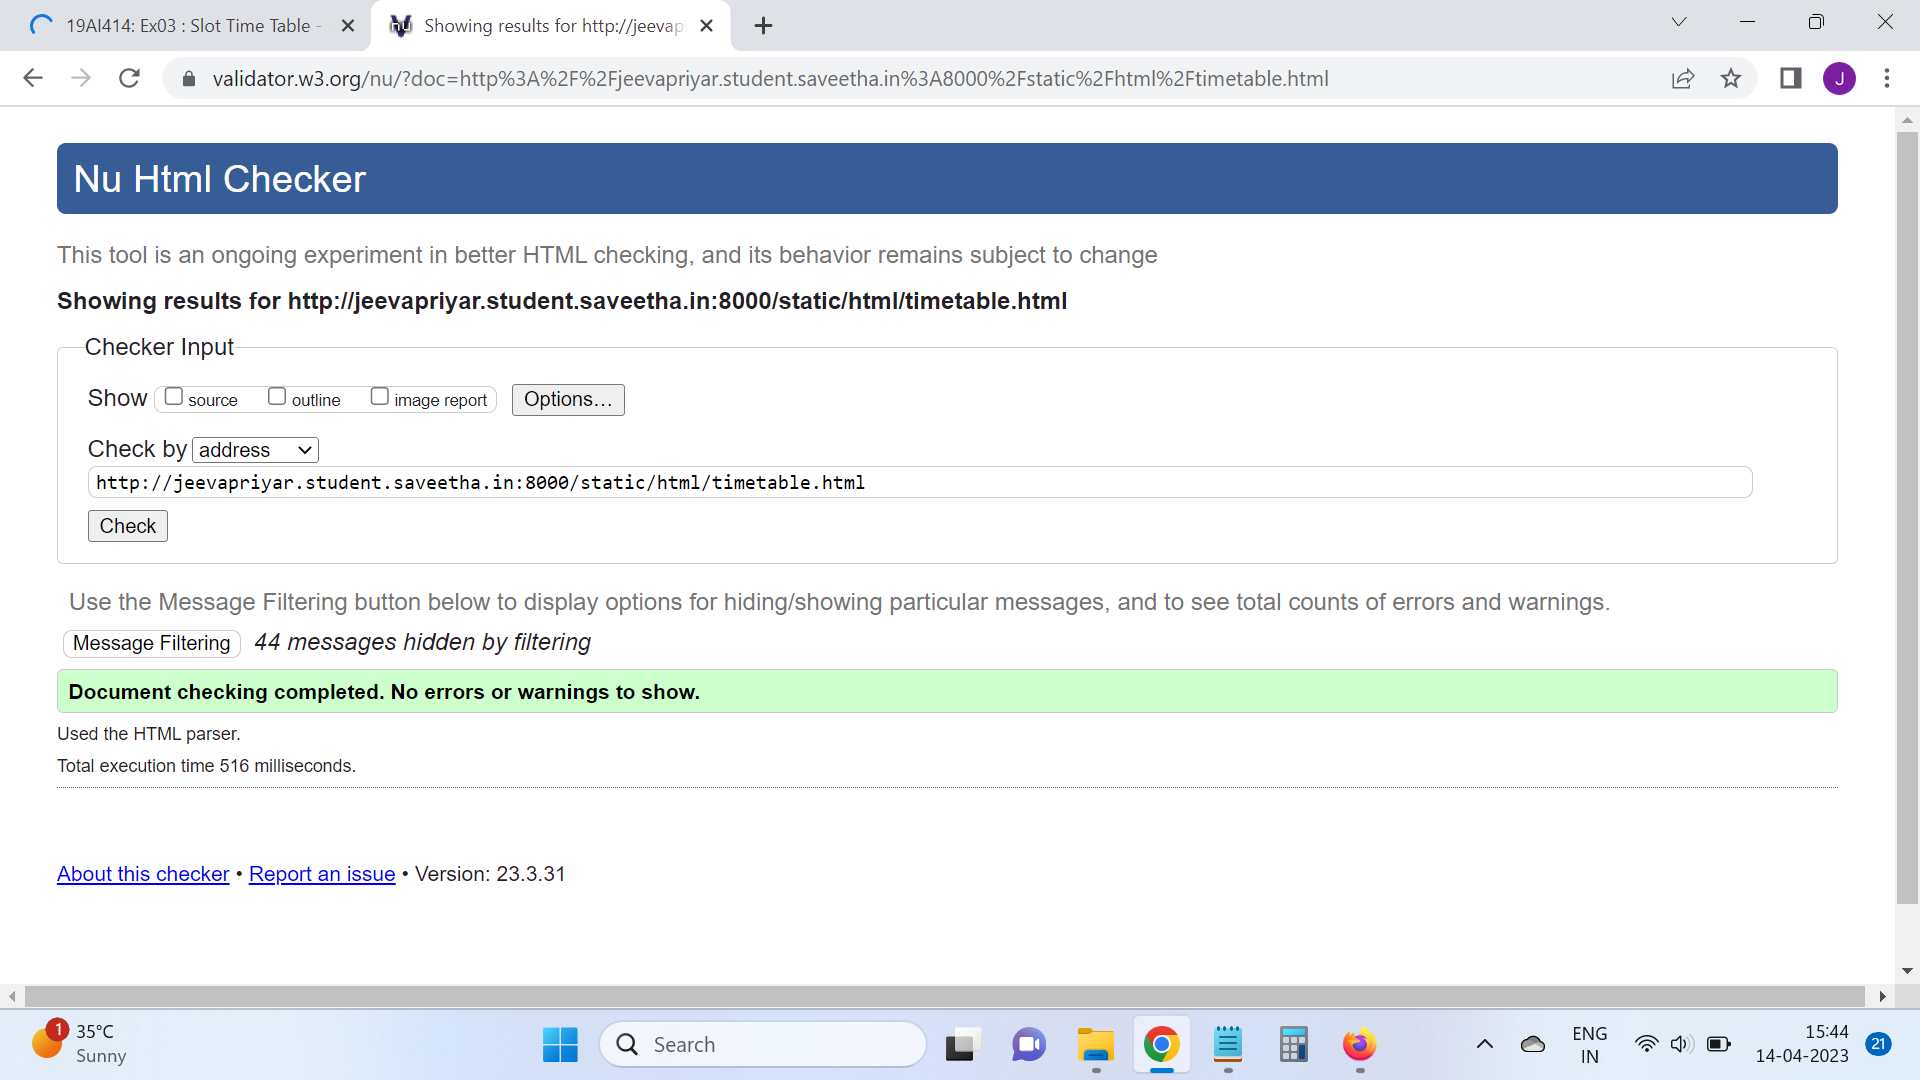 19AI414: Ex03 : Slot Time Table -
Showing results for http://jeevap
validator.w3.org/nu/?doc=http%3A%2F%2Fjeevapriyar.student.saveetha.in%3A8000%2Fstatic%2Fhtml%2Ftimetable.html
J
Nu Html Checker
This tool is an ongoing experiment in better HTML checking, and its behavior remains subject to change
Showing results for http://jeevapriyar.student.saveetha.in:8000/static/html/timetable.html
Checker Input
Show source outline image report Options...
Check by address
http://jeevapriyar.student.saveetha.in:8000/static/html/timetable.html
Check
Use the Message Filtering button below to display options for hiding/showing particular messages, and to see total counts of errors and warnings.
Message Filtering 44 messages hidden by filtering
Document checking completed. No errors or warnings to show.
Used the HTML parser.
Total execution time 516 milliseconds.
About this checker • Report an issue • Version: 23.3.31
1
35°C
Sunny
Search
ENG
IN
15:44
14-04-2023
21